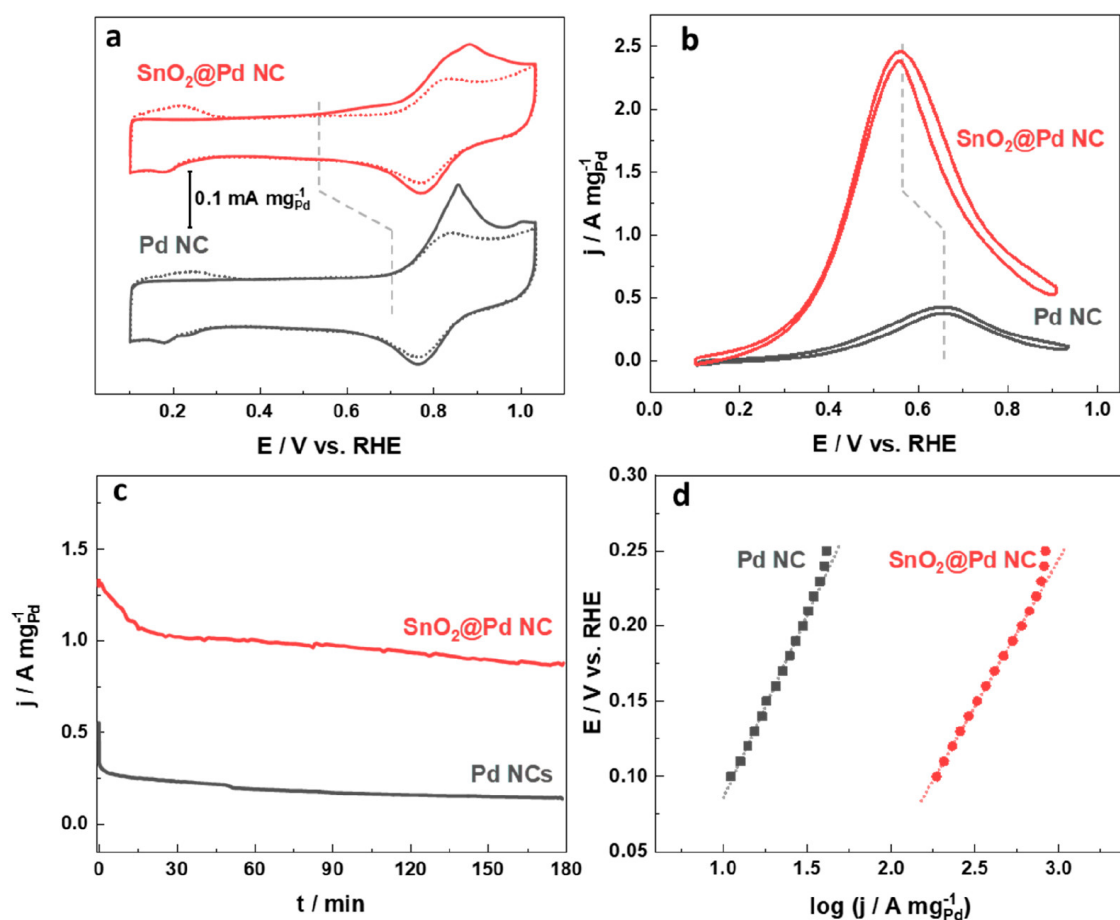 a
SnO2@Pd NC
0.1 mA mg-1Pd
Pd NC
0.2 0.4 0.6 0.8 1.0
E / V vs. RHE
b
2.5
2.0
1.5
1.0
0.5
0.0
j / A mg-1Pd
SnO2@Pd NC
Pd NC
0.0 0.2 0.4 0.6 0.8 1.0
E / V vs. RHE
c
1.5
1.0
0.5
0.0
j / A mg-1Pd
SnO2@Pd NC
Pd NCs
0 30 60 90 120 150 180
t / min
d
0.30
0.25
0.20
0.15
0.10
0.05
E / V vs. RHE
Pd NC
SnO2@Pd NC
1.0 1.5 2.0 2.5 3.0
log (j / A mg-1Pd)